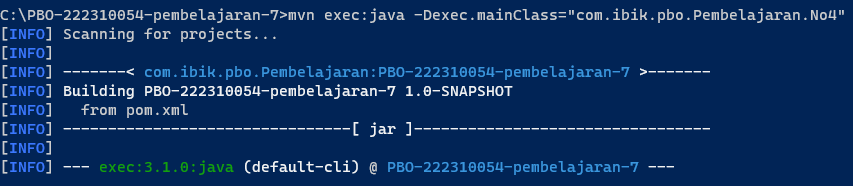 C:\PBO-222310054-pembelajaran-7>mvn exec:java -Dexec.mainClass="com.ibik.pbo.Pembelajaran.No4"
[INFO] Scanning for projects...
[INFO]
[INFO] -------< com.ibik.pbo.Pembelajaran:PBO-222310054-pembelajaran-7 >-------
[INFO] Building PBO-222310054-pembelajaran-7 1.0-SNAPSHOT
[INFO]   from pom.xml
[INFO] --------------------------------[ jar ]---------------------------------
[INFO]
[INFO] --- exec:3.1.0:java (default-cli) @ PBO-222310054-pembelajaran-7 ---